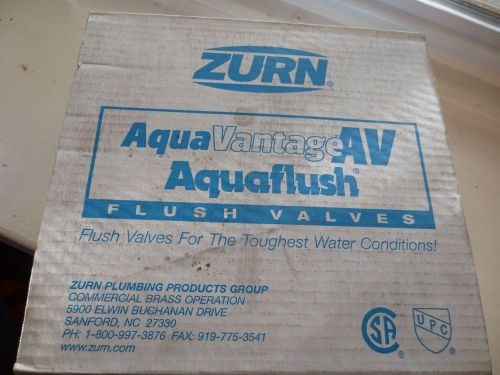 ZURN®
AquaVantageAV
Aquaflush®
FLUSH VALVES
Flush Valves For The Toughest Water Conditions!
ZURN PLUMBING PRODUCTS GROUP
COMMERCIAL BRASS OPERATION
5900 ELWIN BUCHANAN DRIVE
SANFORD, NC 27330
PH: 1-800-997-3876 FAX: 919-775-3541
www.zurn.com
SA
UPC